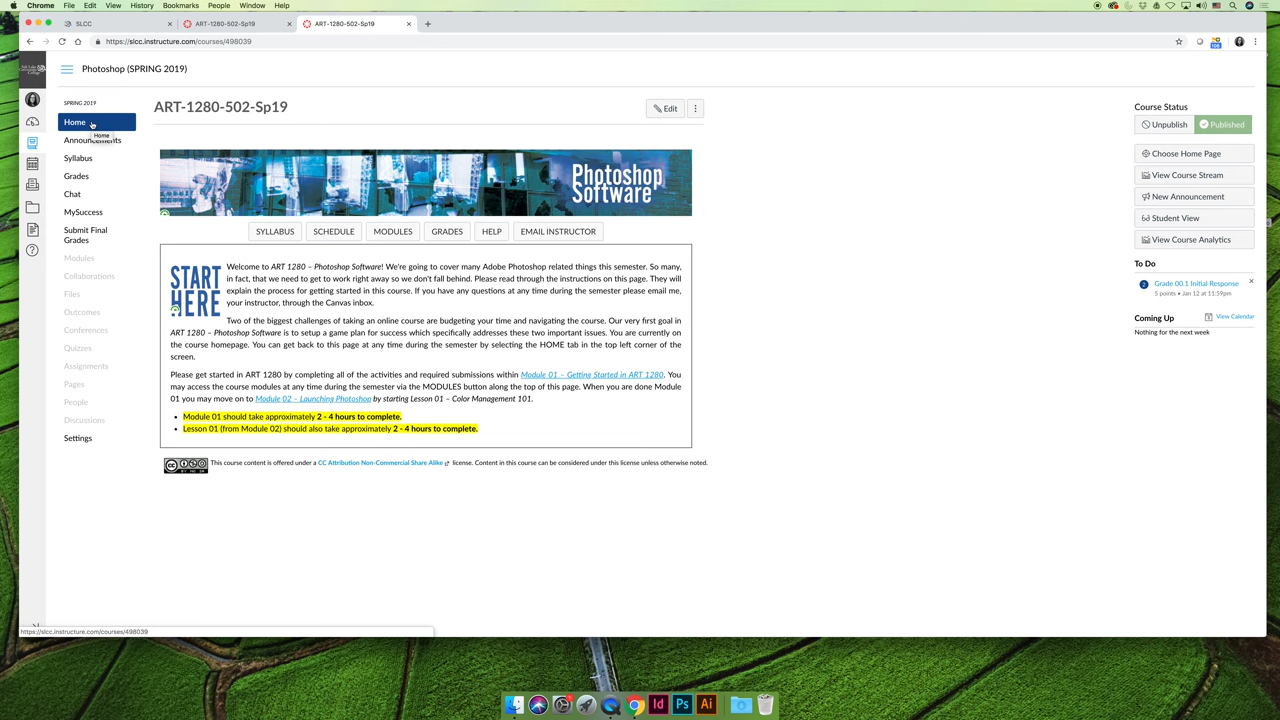 Chrome File Edit View History Bookmarks People Window Help
SLCC
ART-1280-502-Sp19
ART-1280-502-Sp19
https://slcc.instructure.com/courses/498039
Photoshop (SPRING 2019)
SPRING 2019
Home
Home
Announcements
Syllabus
Grades
Chat
MySuccess
Submit Final
Grades
Modules
Collaborations
Files
Outcomes
Conferences
Quizzes
Assignments
Pages
People
Discussions
Settings
ART-1280-502-Sp19
Edit
Photoshop
Software
SYLLABUS SCHEDULE MODULES GRADES HELP EMAIL INSTRUCTOR
START
HERE
Welcome to ART 1280 – Photoshop Software! We're going to cover many Adobe Photoshop related things this semester. So many,
in fact, that we need to get to work right away so we don't fall behind. Please read through the instructions on this page. They will
explain the process for getting started in this course. If you have any questions at any time during the semester please email me,
your instructor, through the Canvas inbox.
Two of the biggest challenges of taking an online course are budgeting your time and navigating the course. Our very first goal in
ART 1280 – Photoshop Software is to setup a game plan for success which specifically addresses these two important issues. You are currently on
the course homepage. You can get back to this page at any time during the semester by selecting the HOME tab in the top left corner of the
screen.
Please get started in ART 1280 by completing all of the activities and required submissions within Module 01 – Getting Started in ART 1280. You
may access the course modules at any time during the semester via the MODULES button along the top of this page. When you are done Module
01 you may move on to Module 02 – Launching Photoshop by starting Lesson 01 – Color Management 101.
• Module 01 should take approximately 2 - 4 hours to complete.
• Lesson 01 (from Module 02) should also take approximately 2 - 4 hours to complete.
This course content is offered under a CC Attribution Non-Commercial Share Alike license. Content in this course can be considered under this license unless otherwise noted.
Course Status
Unpublish Published
Choose Home Page
View Course Stream
New Announcement
Student View
View Course Analytics
To Do
2 Grade 00.1 Initial Response
5 points • Jan 12 at 11:59pm
Coming Up View Calendar
Nothing for the next week
https://slcc.instructure.com/courses/498039
Id Ps Ai